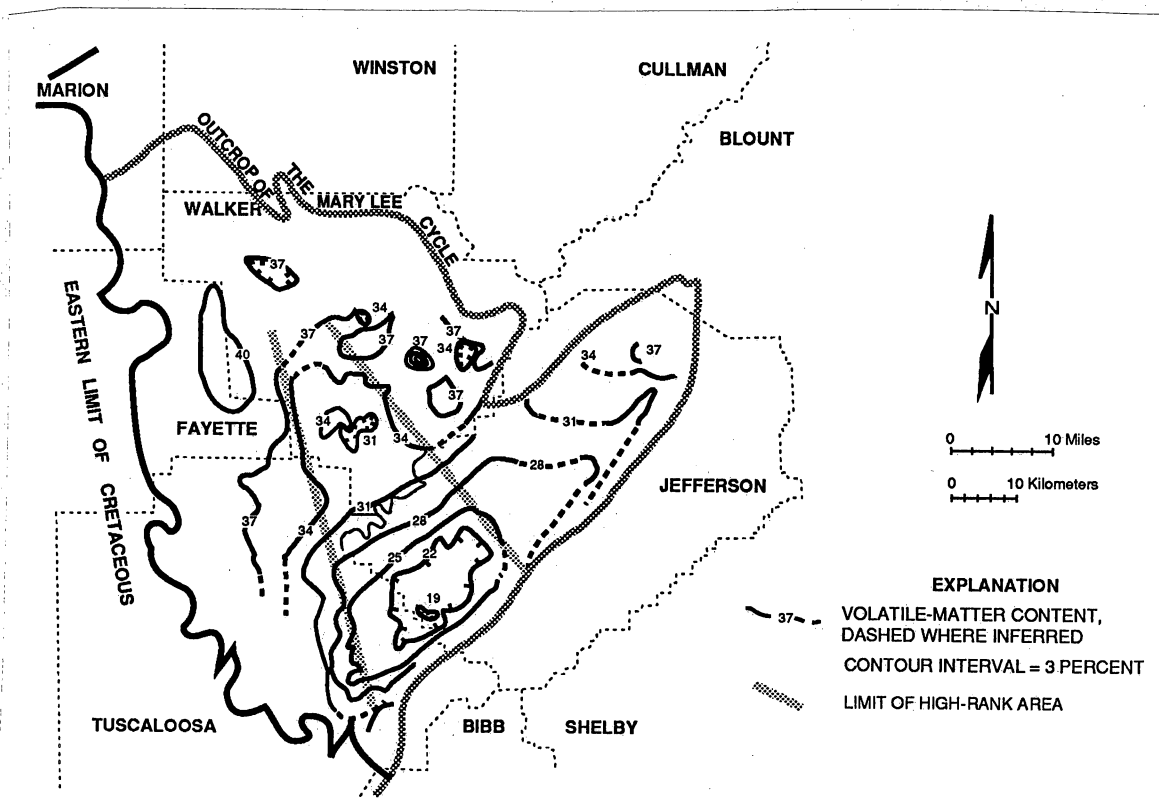 WINSTON
CULLMAN
MARION
BLOUNT
OUTCROP OF THE MARY LEE CYCLE
WALKER
37
EASTERN LIMIT OF CRETACEOUS
40
37
34
37
37
37
34
37
34
37
N
34
31
34
31
FAYETTE
28
JEFFERSON
0 10 Miles
0 10 Kilometers
37
34
31
28
25
22
19
EXPLANATION
37 VOLATILE-MATTER CONTENT,
DASHED WHERE INFERRED
CONTOUR INTERVAL = 3 PERCENT
LIMIT OF HIGH-RANK AREA
TUSCALOOSA
BIBB
SHELBY